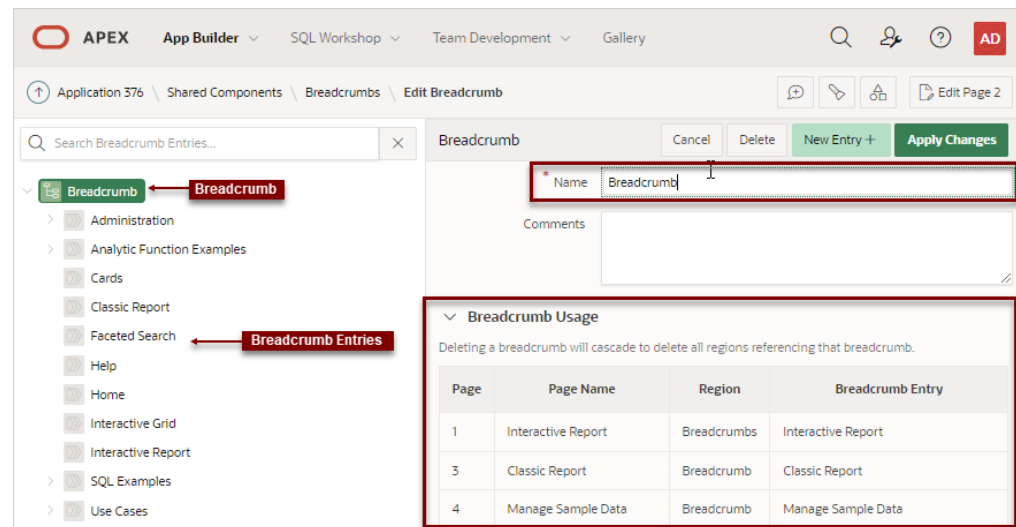 APEX App Builder SQL Workshop Team Development Gallery AD
Application 376 \ Shared Components \ Breadcrumbs \ Edit Breadcrumb Edit Page 2
Search Breadcrumb Entries...
Breadcrumb Cancel Delete New Entry + Apply Changes
Breadcrumb Breadcrumb
* Name Breadcrumb
Administration
Comments
Analytic Function Examples
Cards
Classic Report
Faceted Search Breadcrumb Entries
Help
Home
Interactive Grid
Interactive Report
SQL Examples
Use Cases
Breadcrumb Usage
Deleting a breadcrumb will cascade to delete all regions referencing that breadcrumb.
Page Page Name Region Breadcrumb Entry
1 Interactive Report Breadcrumbs Interactive Report
3 Classic Report Breadcrumb Classic Report
4 Manage Sample Data Breadcrumb Manage Sample Data